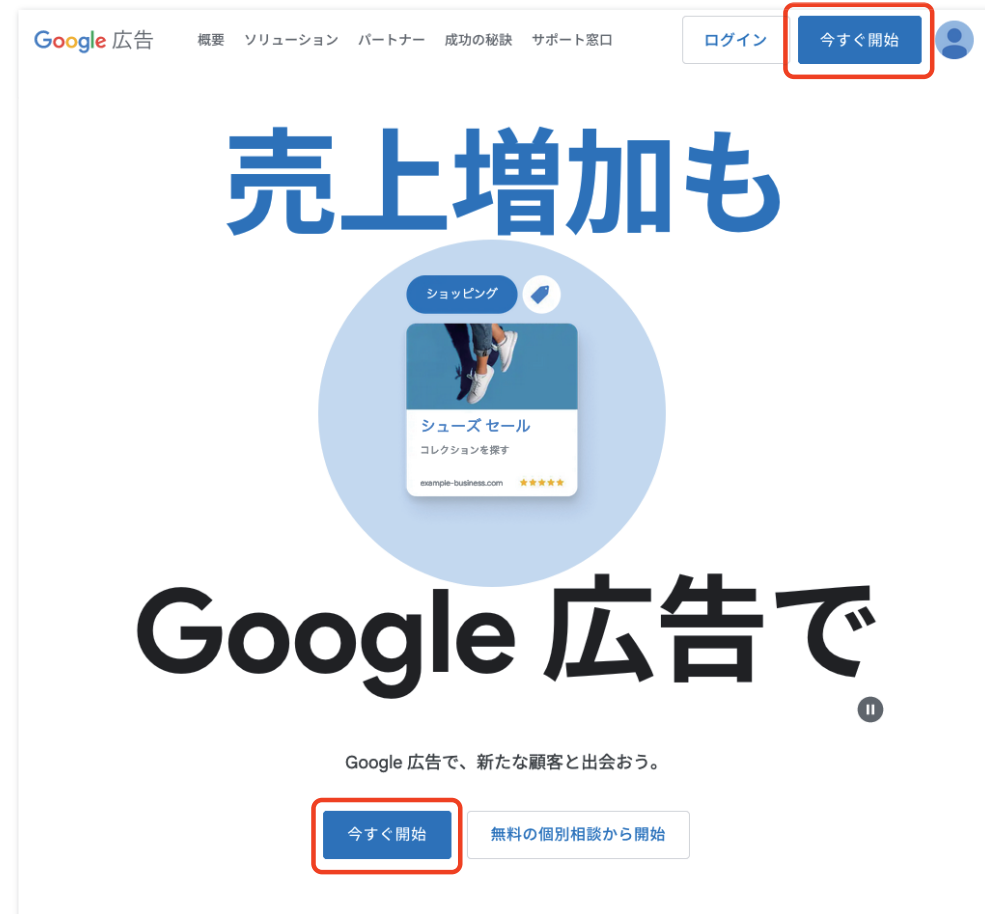 Google 広告
概要 ソリューション パートナー 成功の秘訣 サポート窓口
ログイン
今すぐ開始
売上増加も
ショッピング
シューズ セール
コレクションを探す
example-business.com
Google 広告で
Google 広告で、新たな顧客と出会おう。
今すぐ開始
無料の個別相談から開始